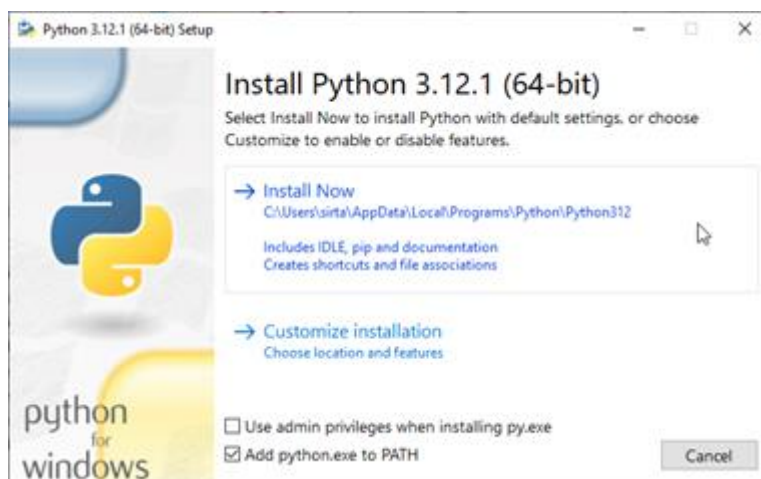 Python 3.12.1 (64-bit) Setup
Install Python 3.12.1 (64-bit)
Select Install Now to install Python with default settings, or choose
Customize to enable or disable features.
Install Now
C:\Users\sirta\AppData\Local\Programs\Python\Python312
Includes IDLE, pip and documentation
Creates shortcuts and file associations
Customize installation
Choose location and features
python
for
windows
Use admin privileges when installing py.exe
Add python.exe to PATH
Cancel